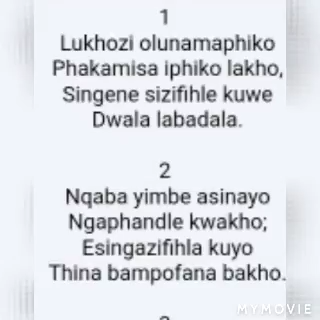 1
Lukhozi olunamaphiko
Phakamisa iphiko lakho,
Singene sizifihle kuwe
Dwala labadala.
2
Nqaba yimbe asinayo
Ngaphandle kwakho;
Esingazifihla kuyo
Thina bampofana bakho.
MYMOVIE